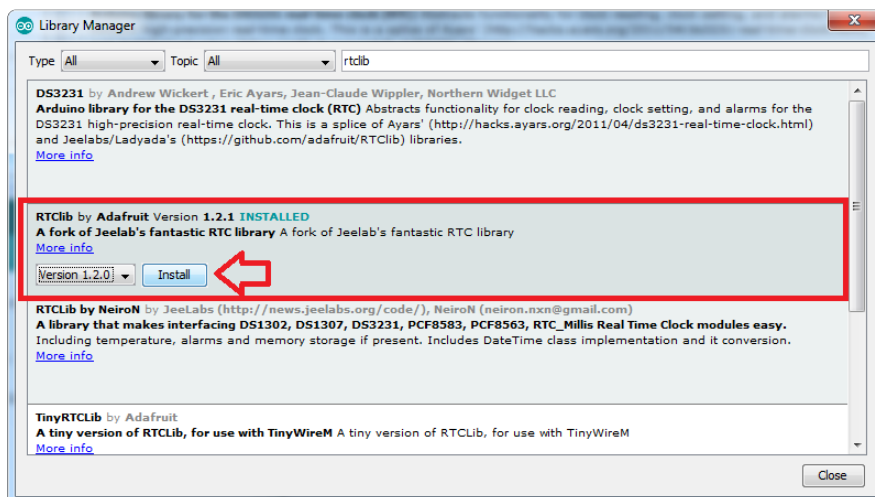 Library Manager
Type All Topic All rtclib
DS3231 by Andrew Wickert , Eric Ayars, Jean-Claude Wippler, Northern Widget LLC
Arduino library for the DS3231 real-time clock (RTC) Abstracts functionality for clock reading, clock setting, and alarms for the
DS3231 high-precision real-time clock. This is a splice of Ayars' (http://hacks.ayars.org/2011/04/ds3231-real-time-clock.html)
and Jeelabs/Ladyada's (https://github.com/adafruit/RTClib) libraries.
More info
RTClib by Adafruit Version 1.2.1 INSTALLED
A fork of Jeelab's fantastic RTC library A fork of Jeelab's fantastic RTC library
More info
Version 1.2.0 Install
RTCLib by NeiroN by JeeLabs (http://news.jeelabs.org/code/), NeiroN (neiron.nxn@gmail.com)
A library that makes interfacing DS1302, DS1307, DS3231, PCF8583, PCF8563, RTC_Millis Real Time Clock modules easy.
Including temperature, alarms and memory storage if present. Includes DateTime class implementation and it conversion.
More info
TinyRTCLib by Adafruit
A tiny version of RTCLib, for use with TinyWireM A tiny version of RTCLib, for use with TinyWireM
More info
Close